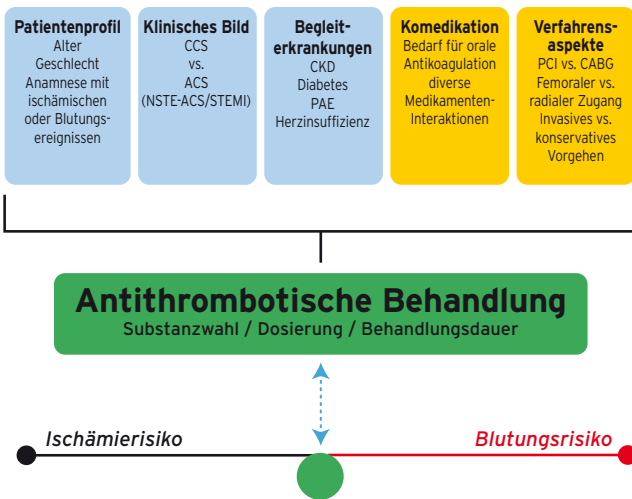 Patientenprofil
Alter
Geschlecht
Anamnese mit
ischämischen
oder Blutungs-
ereignissen
Klinisches Bild
CCS
vs.
ACS
(NSTE-ACS/STEMI)
Begleit-
erkrankungen
CKD
Diabetes
PAE
Herzinsuffizienz
Komedikation
Bedarf für orale
Antikoagulation
diverse
Medikamenten-
Interaktionen
Verfahrens-
aspekte
PCI vs. CABG
Femoraler vs.
radialer Zugang
Invasives vs.
konservatives
Vorgehen
Antithrombotische Behandlung
Substanzwahl / Dosierung / Behandlungsdauer
Ischämierisiko
Blutungsrisiko